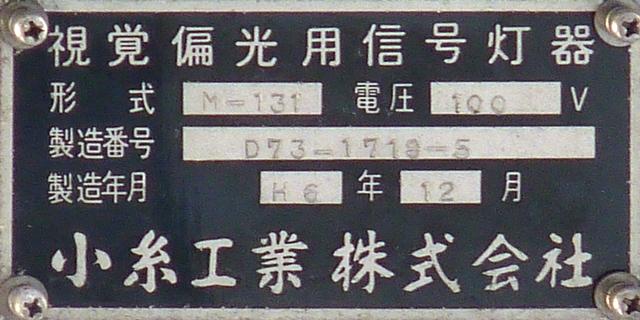 視覚偏光用信号灯器
形式 M-131 電圧 100 V
製造番号 D73-1719-5
製造年月 H6 年 12 月
小糸工業株式会社